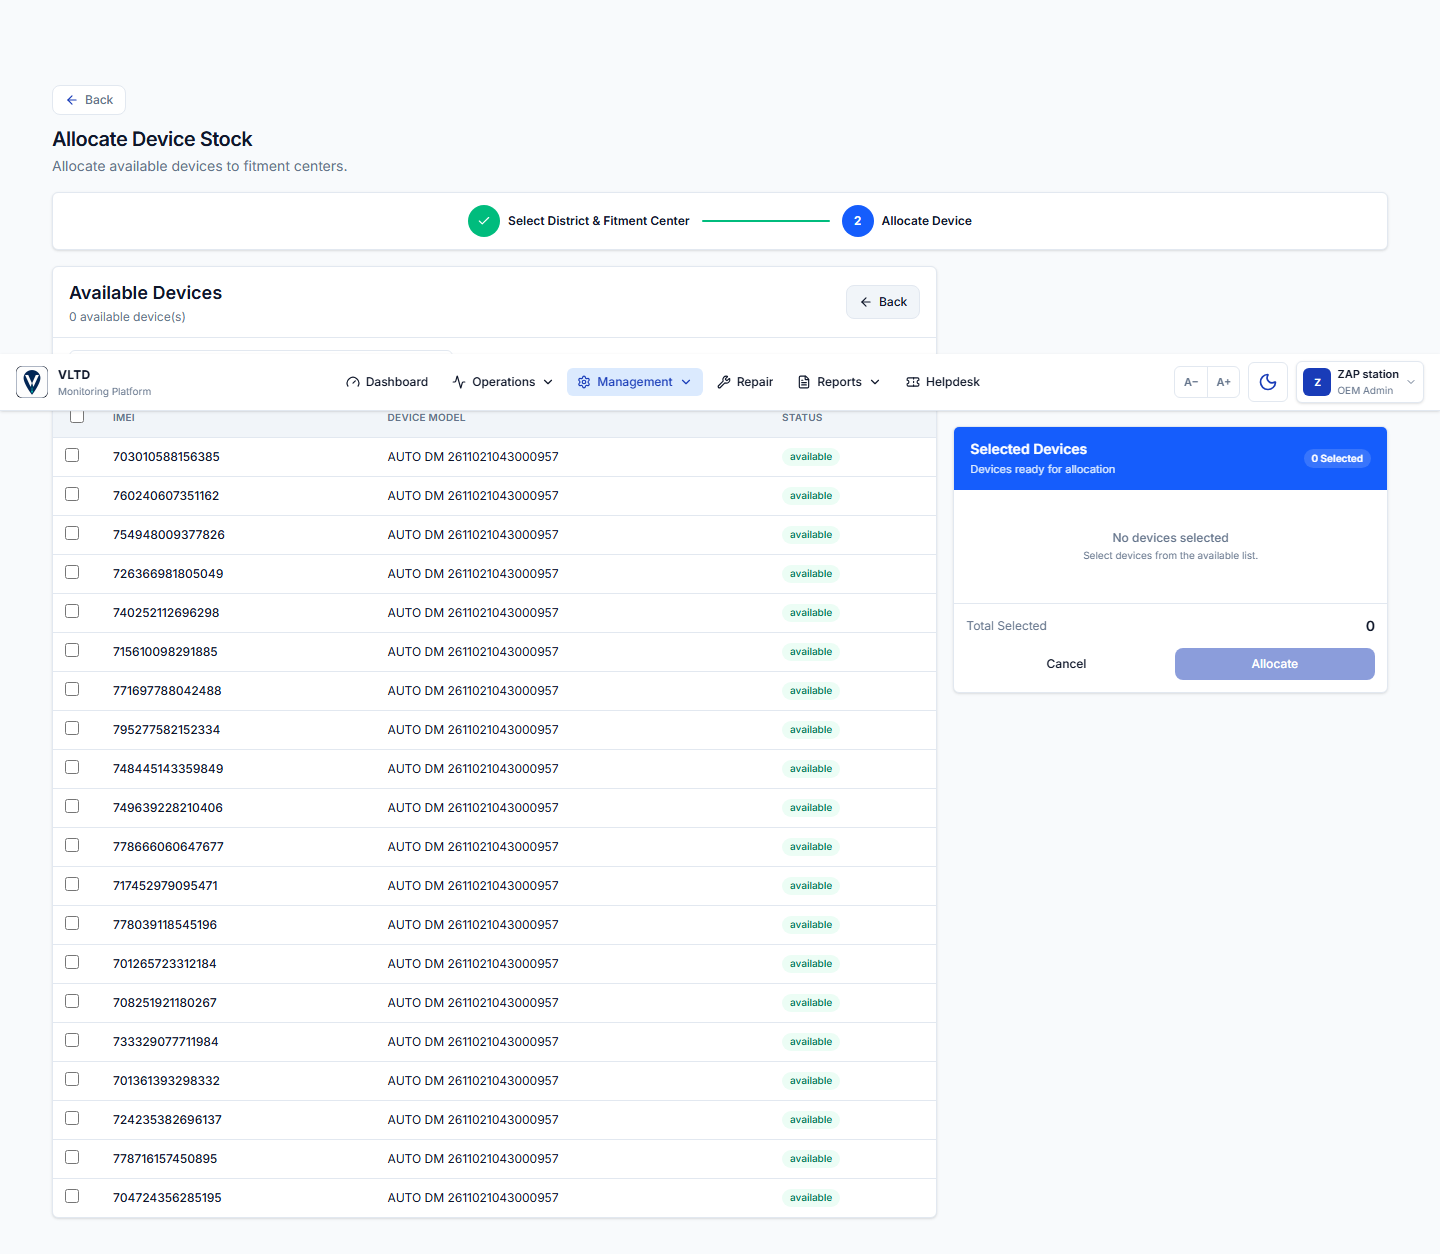 Back
Allocate Device Stock
Allocate available devices to fitment centers.
Select District & Fitment Center
2 Allocate Device
Available Devices
0 available device(s)
Back
VLTD
Monitoring Platform
Dashboard Operations Management Repair Reports Helpdesk
A− A+
Z ZAP station
OEM Admin
IMEI DEVICE MODEL STATUS
703010588156385 AUTO DM 2611021043000957 available
760240607351162 AUTO DM 2611021043000957 available
754948009377826 AUTO DM 2611021043000957 available
726366981805049 AUTO DM 2611021043000957 available
740252112696298 AUTO DM 2611021043000957 available
715610098291885 AUTO DM 2611021043000957 available
771697788042488 AUTO DM 2611021043000957 available
795277582152334 AUTO DM 2611021043000957 available
748445143359849 AUTO DM 2611021043000957 available
749639228210406 AUTO DM 2611021043000957 available
778666060647677 AUTO DM 2611021043000957 available
717452979095471 AUTO DM 2611021043000957 available
778039118545196 AUTO DM 2611021043000957 available
701265723312184 AUTO DM 2611021043000957 available
708251921180267 AUTO DM 2611021043000957 available
733329077711984 AUTO DM 2611021043000957 available
701361393298332 AUTO DM 2611021043000957 available
724235382696137 AUTO DM 2611021043000957 available
778716157450895 AUTO DM 2611021043000957 available
704724356285195 AUTO DM 2611021043000957 available
Selected Devices
Devices ready for allocation
0 Selected
No devices selected
Select devices from the available list.
Total Selected 0
Cancel Allocate